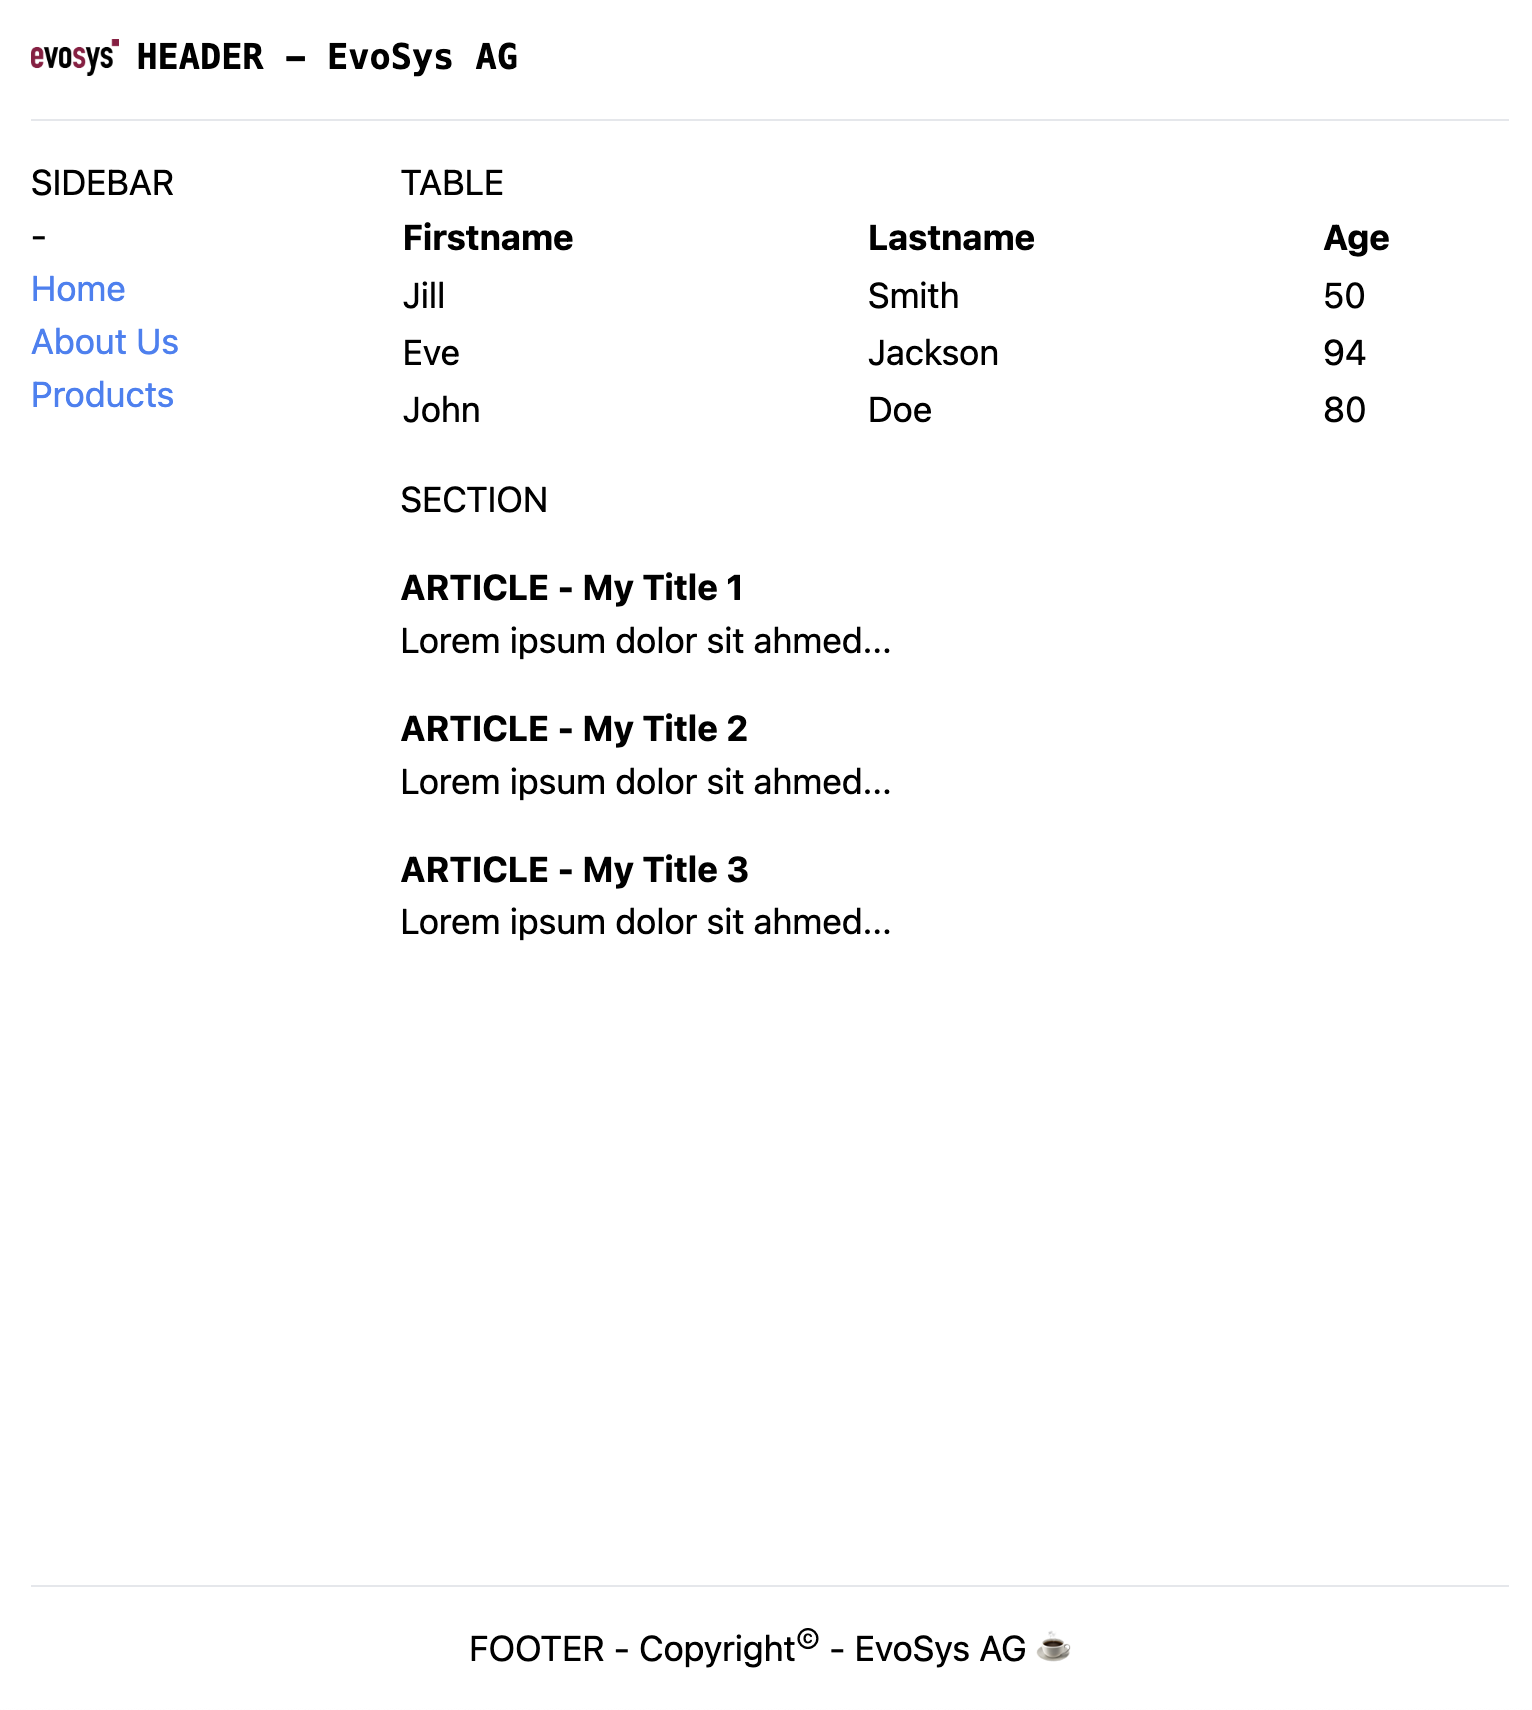 evosys HEADER – EvoSys AG
SIDEBAR
-
Home
About Us
Products
TABLE
Firstname Lastname Age
Jill Smith 50
Eve Jackson 94
John Doe 80
SECTION
ARTICLE - My Title 1
Lorem ipsum dolor sit ahmed...
ARTICLE - My Title 2
Lorem ipsum dolor sit ahmed...
ARTICLE - My Title 3
Lorem ipsum dolor sit ahmed...
FOOTER - Copyright© - EvoSys AG ☕